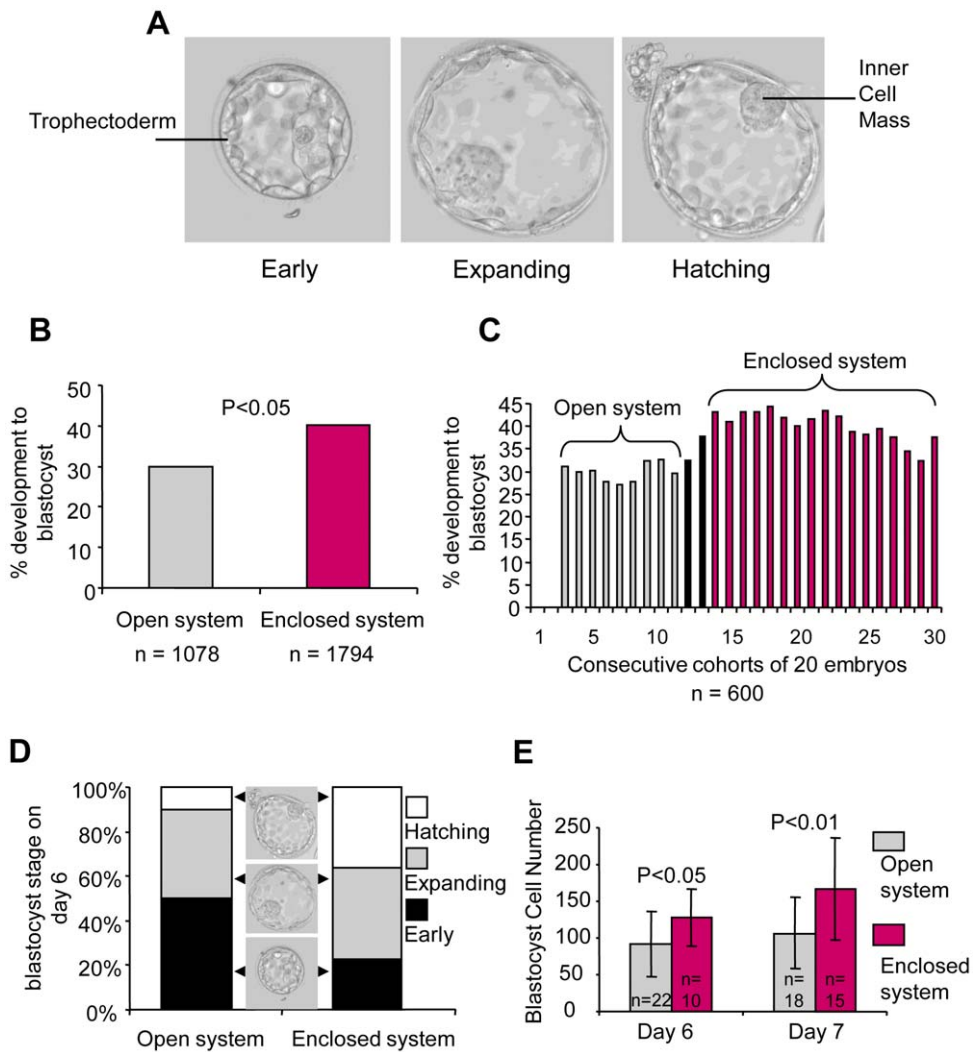 A
Trophectoderm
Inner
Cell
Mass
Early
Expanding
Hatching
B
% development to
blastocyst
50
40
30
20
10
0
P<0.05
Open system
Enclosed system
n = 1078
n = 1794
C
% development to
blastocyst
45
40
35
30
25
20
15
10
5
0
Open system
Enclosed system
1
5
10
15
20
25
30
Consecutive cohorts of 20 embryos
n = 600
D
blastocyst stage on
day 6
100%
80%
60%
40%
20%
0%
Hatching
Expanding
Early
Open system
Enclosed system
E
Blastocyst Cell Number
250
200
150
100
50
0
P<0.05
P<0.01
n=22
n=
10
n=
18
n=
15
Day 6
Day 7
Open
system
Enclosed
system